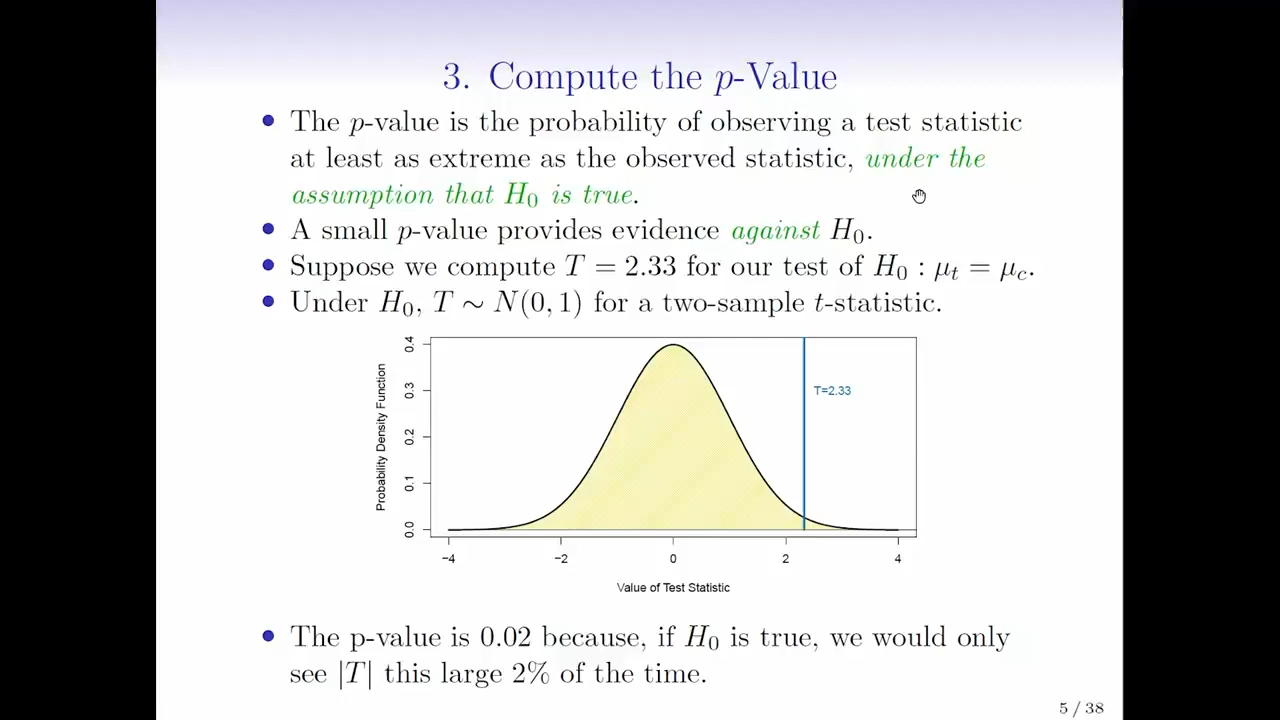 3. Compute the p-Value
• The p-value is the probability of observing a test statistic
at least as extreme as the observed statistic, under the
assumption that H₀ is true.
• A small p-value provides evidence against H₀.
• Suppose we compute T = 2.33 for our test of H₀ : μₜ = μ꜀.
• Under H₀, T ∼ N(0, 1) for a two-sample t-statistic.
Probability Density Function
0.4
0.3
0.2
0.1
0.0
T=2.33
−4 −2 0 2 4
Value of Test Statistic
• The p-value is 0.02 because, if H₀ is true, we would only
see |T| this large 2% of the time.
5 / 38